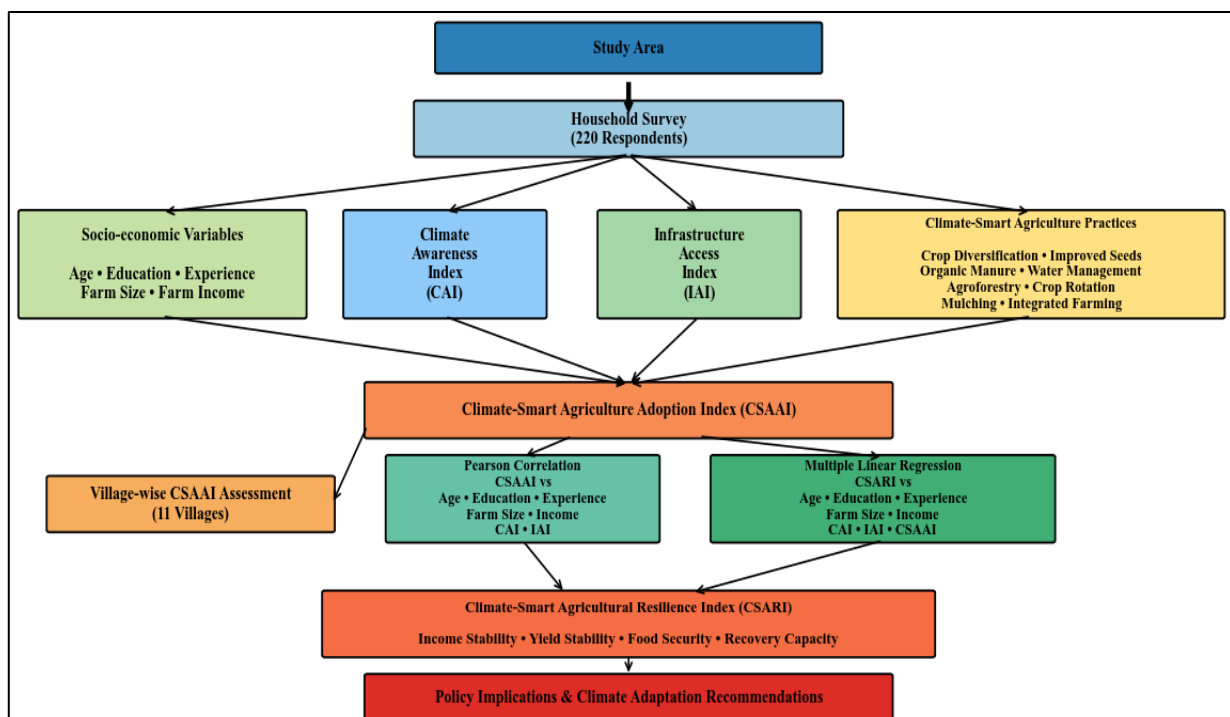 Study Area
Household Survey
(220 Respondents)
Socio-economic Variables
Age • Education • Experience
Farm Size • Farm Income
Climate
Awareness
Index
(CAI)
Infrastructure
Access
Index
(IAI)
Climate-Smart Agriculture Practices
Crop Diversification • Improved Seeds
Organic Manure • Water Management
Agroforestry • Crop Rotation
Mulching • Integrated Farming
Climate-Smart Agriculture Adoption Index (CSAAI)
Village-wise CSAAI Assessment
(11 Villages)
Pearson Correlation
CSAAI vs
Age • Education • Experience
Farm Size • Income
CAI • IAI
Multiple Linear Regression
CSARI vs
Age • Education • Experience
Farm Size • Income
CAI • IAI • CSAAI
Climate-Smart Agricultural Resilience Index (CSARI)
Income Stability • Yield Stability • Food Security • Recovery Capacity
Policy Implications & Climate Adaptation Recommendations